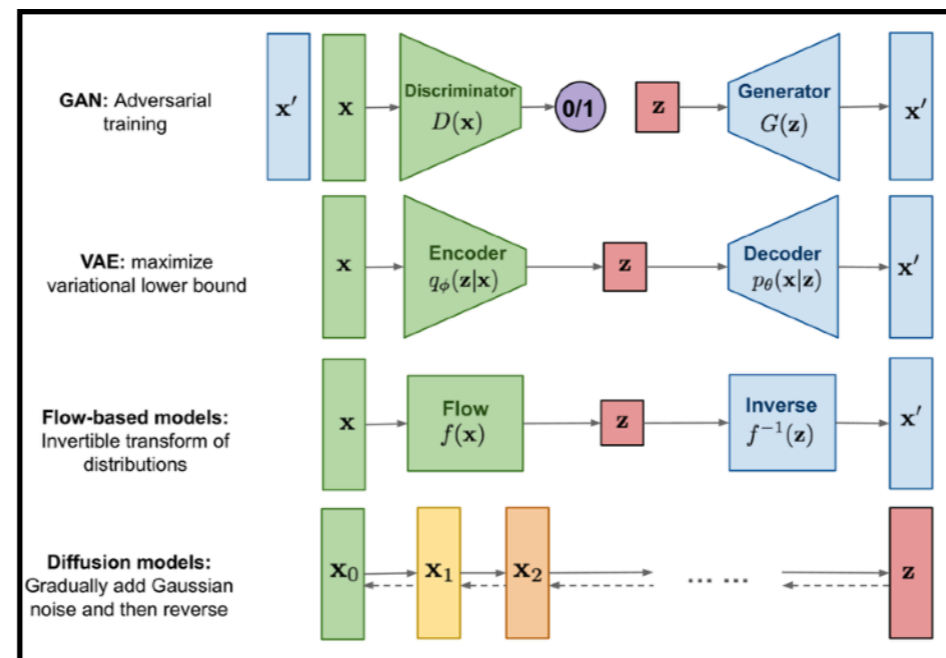 GAN: Adversarial
training
x′
x
Discriminator
D(x)
0/1
z
Generator
G(z)
x′
VAE: maximize
variational lower bound
x
Encoder
qϕ(z|x)
z
Decoder
pθ(x|z)
x′
Flow-based models:
Invertible transform of
distributions
x
Flow
f(x)
z
Inverse
f⁻¹(z)
x′
Diffusion models:
Gradually add Gaussian
noise and then reverse
x₀
x₁
x₂
... ...
z